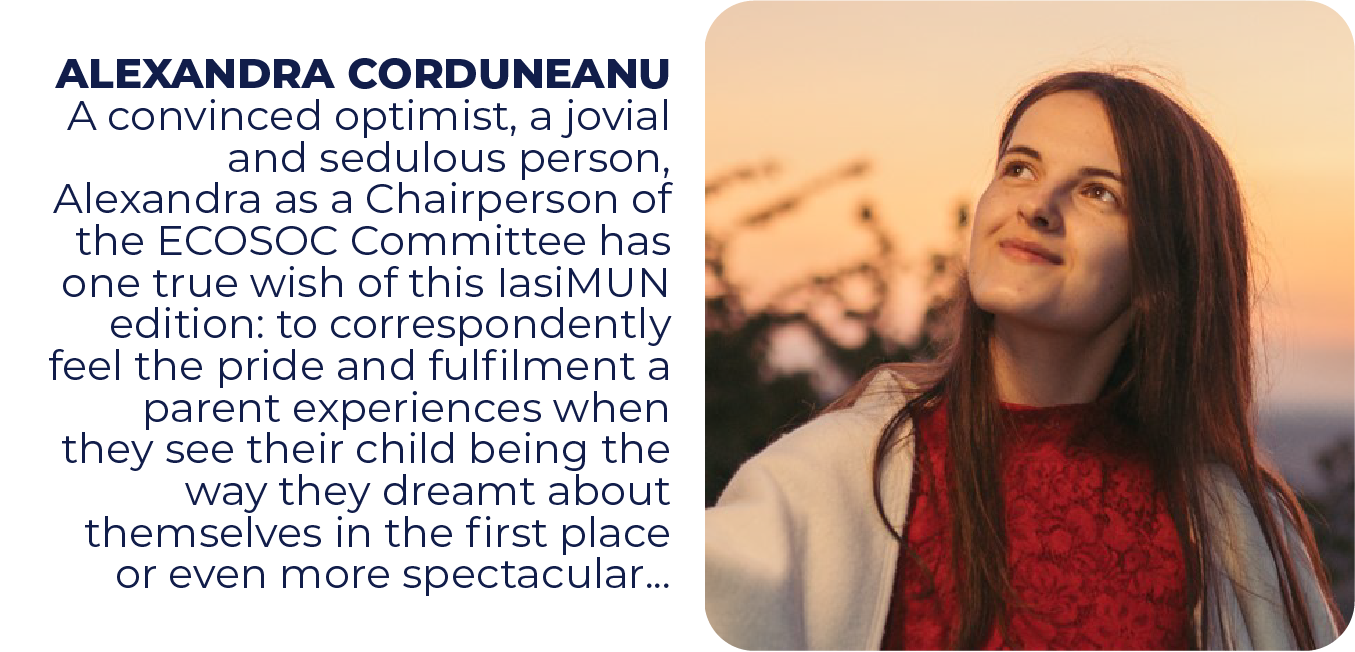 ALEXANDRA CORDUNEANU
A convinced optimist, a jovial
and sedulous person,
Alexandra as a Chairperson of
the ECOSOC Committee has
one true wish of this IasiMUN
edition: to correspondently
feel the pride and fulfilment a
parent experiences when
they see their child being the
way they dreamt about
themselves in the first place
or even more spectacular...